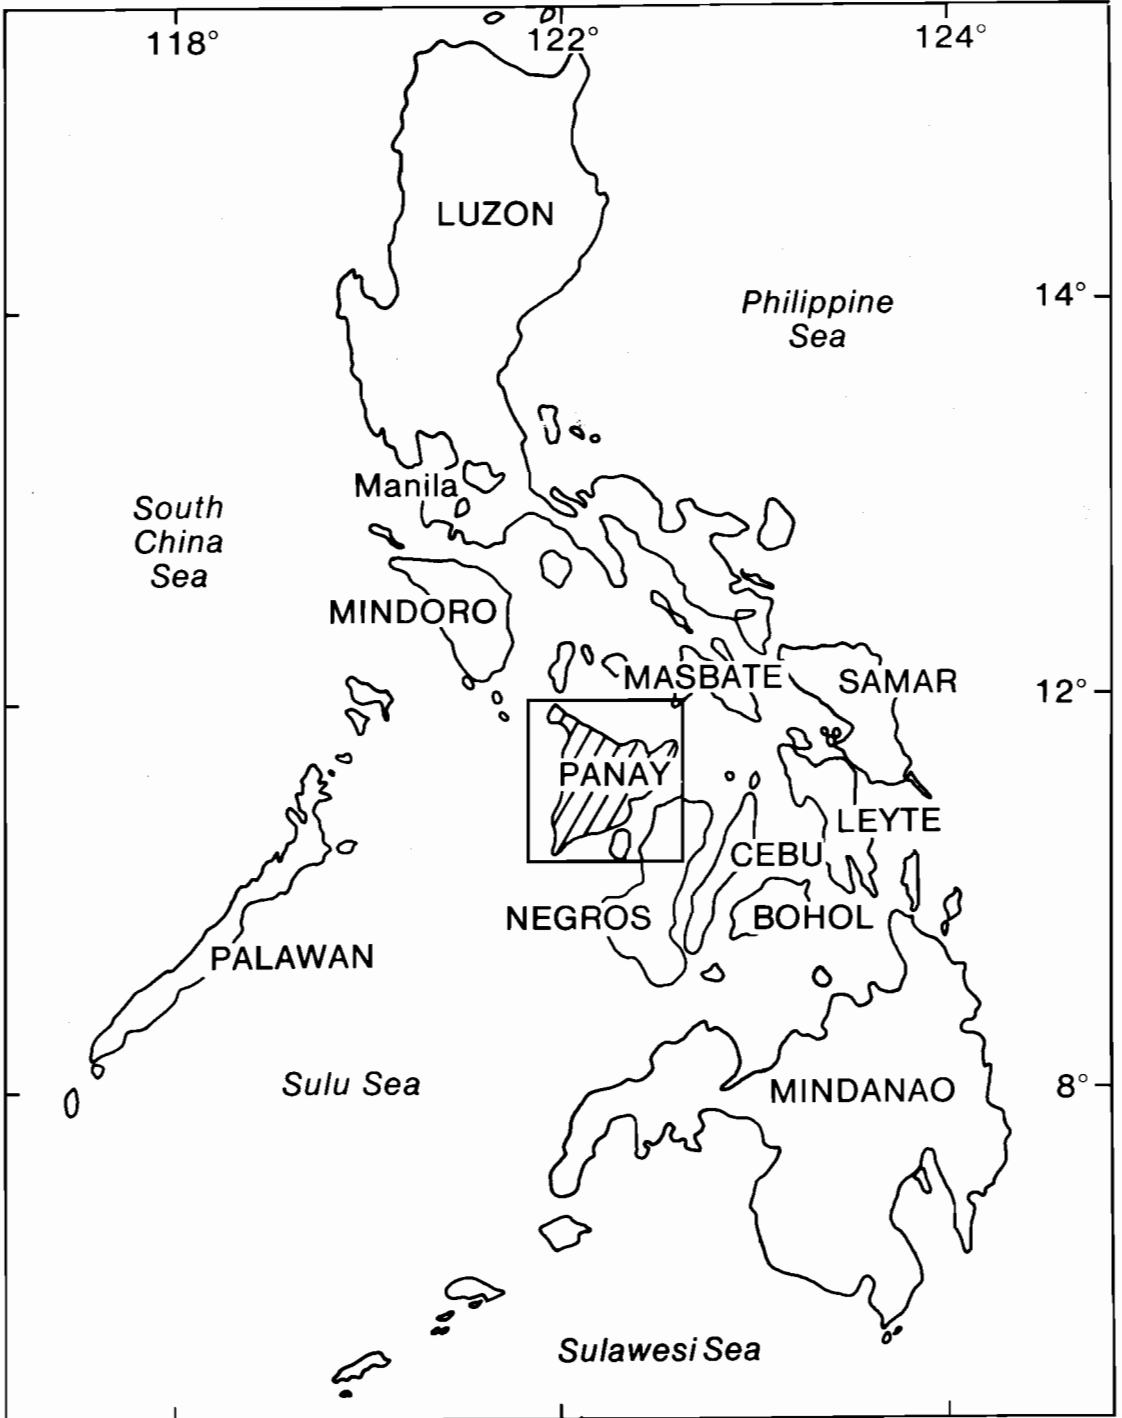 118°
122°
124°
LUZON
14°
Philippine
Sea
Manila
South
China
Sea
MINDORO
MASBATE
SAMAR
12°
PANAY
LEYTE
CEBU
NEGROS
BOHOL
PALAWAN
Sulu Sea
MINDANAO
8°
Sulawesi Sea